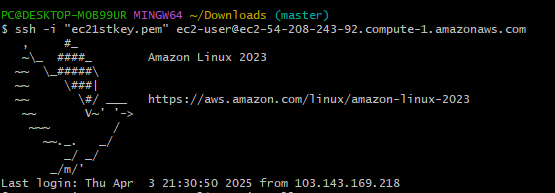 PC@DESKTOP-MOB99UR MINGW64 ~/Downloads (master)
$ ssh -i "ec21stkey.pem" ec2-user@ec2-54-208-243-92.compute-1.amazonaws.com
   ,     #_
   ~\_  ####_        Amazon Linux 2023
  ~~  \_#####\
  ~~     \###|
  ~~       \#/ ___   https://aws.amazon.com/linux/amazon-linux-2023
   ~~       V~' '->
    ~~~         /
      ~~._.   _/
         _/ _/
       _/m/'
Last login: Thu Apr  3 21:30:50 2025 from 103.143.169.218